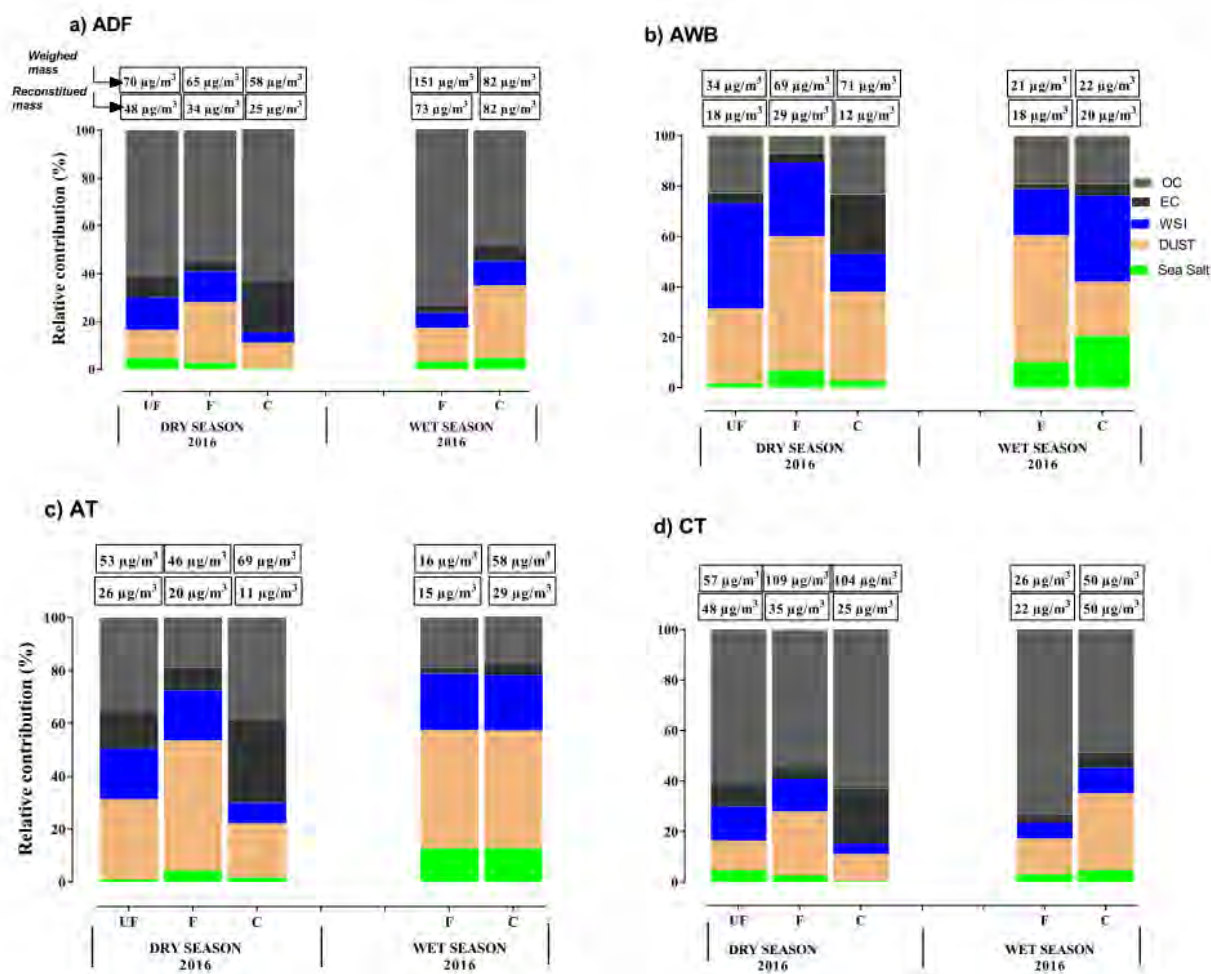 a) ADF
Weighed
mass
Reconstitued
mass
70 µg/m³ 65 µg/m³ 58 µg/m³
48 µg/m³ 34 µg/m³ 25 µg/m³
151 µg/m³ 82 µg/m³
73 µg/m³ 82 µg/m³
Relative contribution (%)
100
80
60
40
20
0
UF F C
DRY SEASON
2016
F C
WET SEASON
2016
b) AWB
34 µg/m³ 69 µg/m³ 71 µg/m³
18 µg/m³ 29 µg/m³ 12 µg/m³
21 µg/m³ 22 µg/m³
18 µg/m³ 20 µg/m³
100
80
60
40
20
0
UF F C
DRY SEASON
2016
F C
WET SEASON
2016
OC
EC
WSI
DUST
Sea Salt
c) AT
53 µg/m³ 46 µg/m³ 69 µg/m³
26 µg/m³ 20 µg/m³ 11 µg/m³
16 µg/m³ 58 µg/m³
15 µg/m³ 29 µg/m³
Relative contribution (%)
100
80
60
40
20
0
UF F C
DRY SEASON
2016
F C
WET SEASON
2016
d) CT
57 µg/m³ 109 µg/m³ 104 µg/m³
48 µg/m³ 35 µg/m³ 25 µg/m³
26 µg/m³ 50 µg/m³
22 µg/m³ 50 µg/m³
100
80
60
40
20
0
UF F C
DRY SEASON
2016
F C
WET SEASON
2016